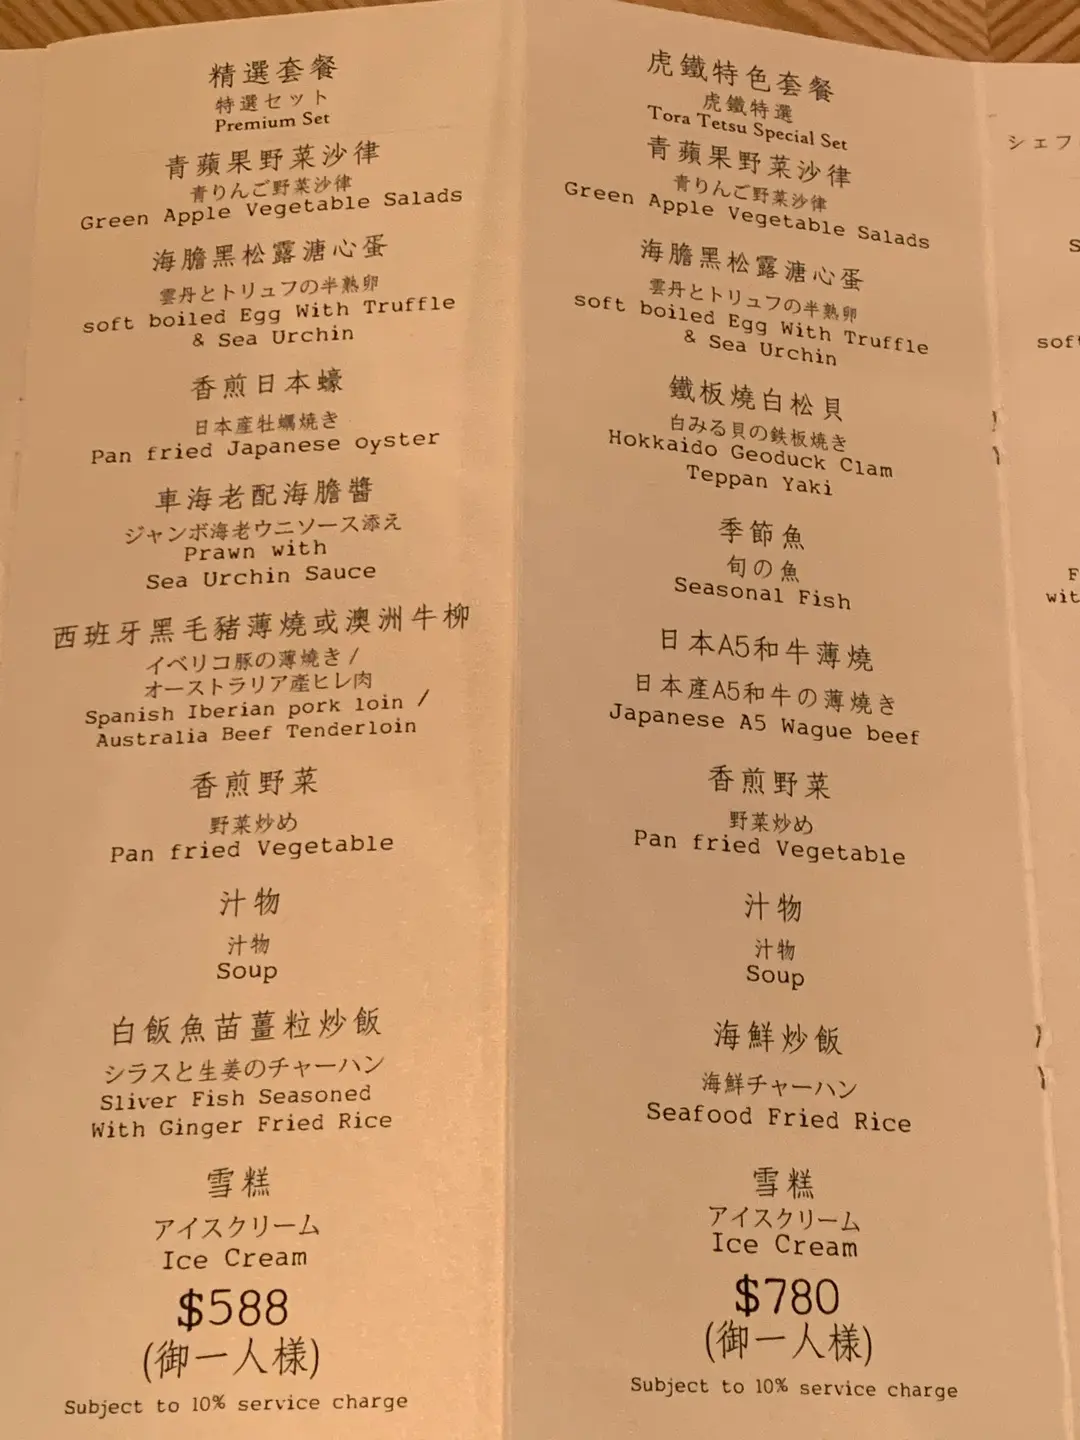 精選套餐
特選セット
Premium Set
青蘋果野菜沙律
青りんご野菜沙律
Green Apple Vegetable Salads
海膽黑松露溏心蛋
雲丹とトリュフの半熟卵
soft boiled Egg With Truffle
& Sea Urchin
香煎日本蠔
日本産牡蠣焼き
Pan fried Japanese oyster
車海老配海膽醬
ジャンボ海老ウニソース添え
Prawn with
Sea Urchin Sauce
西班牙黑毛豬薄燒或澳洲牛柳
イベリコ豚の薄焼き /
オーストラリア産ヒレ肉
Spanish Iberian pork loin /
Australia Beef Tenderloin
香煎野菜
野菜炒め
Pan fried Vegetable
汁物
汁物
Soup
白飯魚苗薑粒炒飯
シラスと生姜のチャーハン
Sliver Fish Seasoned
With Ginger Fried Rice
雪糕
アイスクリーム
Ice Cream
$588
(御一人様)
Subject to 10% service charge
虎鐵特色套餐
虎鐵特選
Tora Tetsu Special Set
青蘋果野菜沙律
青りんご野菜沙律
Green Apple Vegetable Salads
海膽黑松露溏心蛋
雲丹とトリュフの半熟卵
soft boiled Egg With Truffle
& Sea Urchin
鐵板燒白松貝
白みる貝の鉄板焼き
Hokkaido Geoduck Clam
Teppan Yaki
季節魚
旬の魚
Seasonal Fish
日本A5和牛薄燒
日本産A5和牛の薄焼き
Japanese A5 Wague beef
香煎野菜
野菜炒め
Pan fried Vegetable
汁物
汁物
Soup
海鮮炒飯
海鮮チャーハン
Seafood Fried Rice
雪糕
アイスクリーム
Ice Cream
$780
(御一人様)
Subject to 10% service charge
シェフ